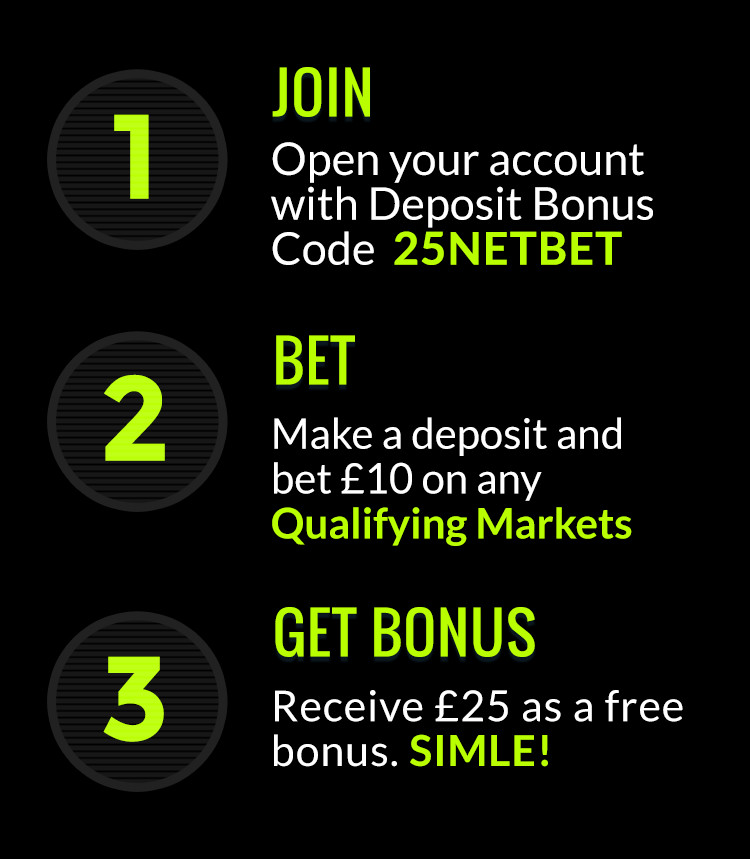 1
JOIN
Open your account
with Deposit Bonus
Code 25NETBET
2
BET
Make a deposit and
bet £10 on any
Qualifying Markets
3
GET BONUS
Receive £25 as a free
bonus. SIMLE!